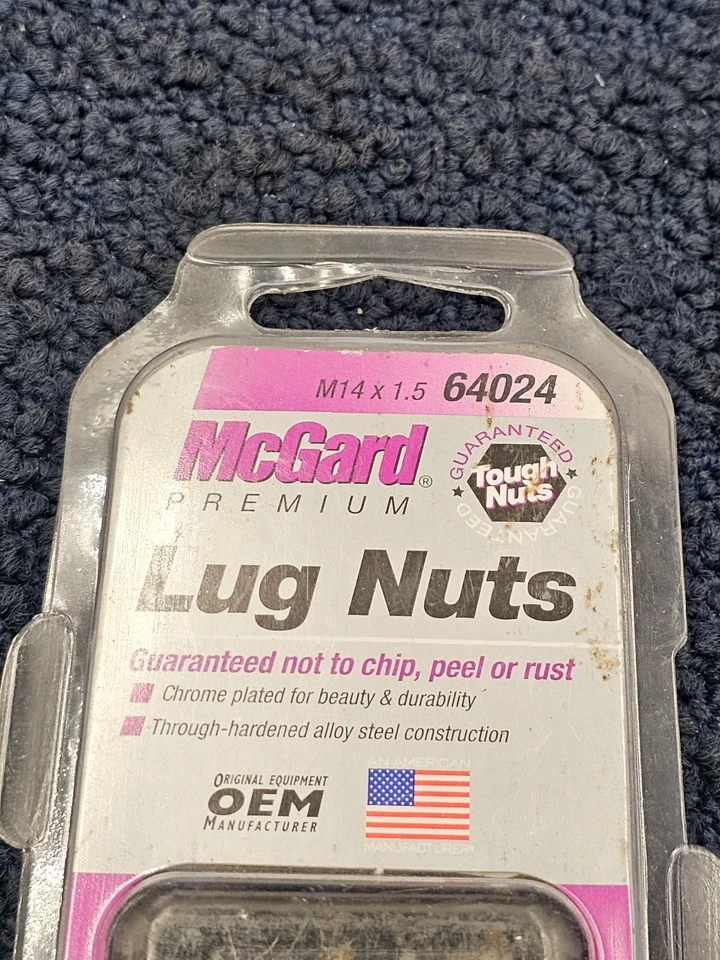 M14 x 1.5 64024
McGard®
PREMIUM
GUARANTEED
Tough
Nuts
GUARANTEED
Lug Nuts
Guaranteed not to chip, peel or rust
Chrome plated for beauty & durability
Through-hardened alloy steel construction
ORIGINAL EQUIPMENT
OEM
MANUFACTURER
AN AMERICAN
MANUFACTURER®